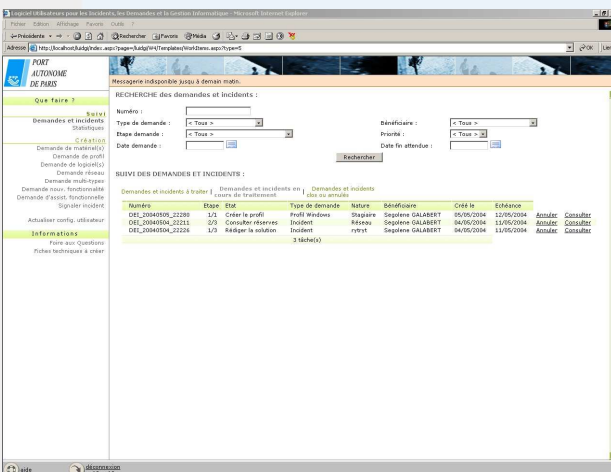 Logiciel Utilisateurs pour les Incidents, les Demandes et la Gestion Informatique - Microsoft Internet Explorer
Fichier Edition Affichage Favoris Outils ?
Précédente Rechercher Favoris Média
Adresse http://localhost/luidgi/index.aspx?page=/luidgi/W4/Templates/WorkItems.aspx?type=5 OK Lien
PORT
AUTONOME
DE PARIS
Messagerie indisponible jusqu à demain matin.
Que faire ?
Suivi
Demandes et incidents
Statistiques
Création
Demande de matériel(s)
Demande de profil
Demande de logiciel(s)
Demande réseau
Demande multi-types
Demande nouv. fonctionnalité
Demande d'assist. fonctionnelle
Signaler incident
Actualiser config. utilisateur
Informations
Foire aux Questions
Fiches techniques à créer
RECHERCHE des demandes et incidents :
Numéro :
Type de demande : < Tous > Bénéficiaire : < Tous >
Etape demande : < Tous > Priorité : < Tous >
Date demande : Date fin attendue :
Rechercher
SUIVI DES DEMANDES ET INCIDENTS :
Demandes et incidents à traiter | Demandes et incidents en cours de traitement | Demandes et incidents clos ou annulés
Numéro Etape Etat Type de demande Nature Bénéficiaire Créé le Echéance
DEI_20040505_22280 1/1 Créer le profil Profil Windows Stagiaire Segolene GALABERT 05/05/2004 12/05/2004 Annuler Consulter
DEI_20040504_22211 2/3 Consulter réserves Incident Réseau Segolene GALABERT 04/05/2004 11/05/2004 Annuler Consulter
DEI_20040504_22226 1/3 Rédiger la solution Incident rytryt Segolene GALABERT 04/05/2004 11/05/2004 Annuler Consulter
3 tâche(s)
aide déconnexion